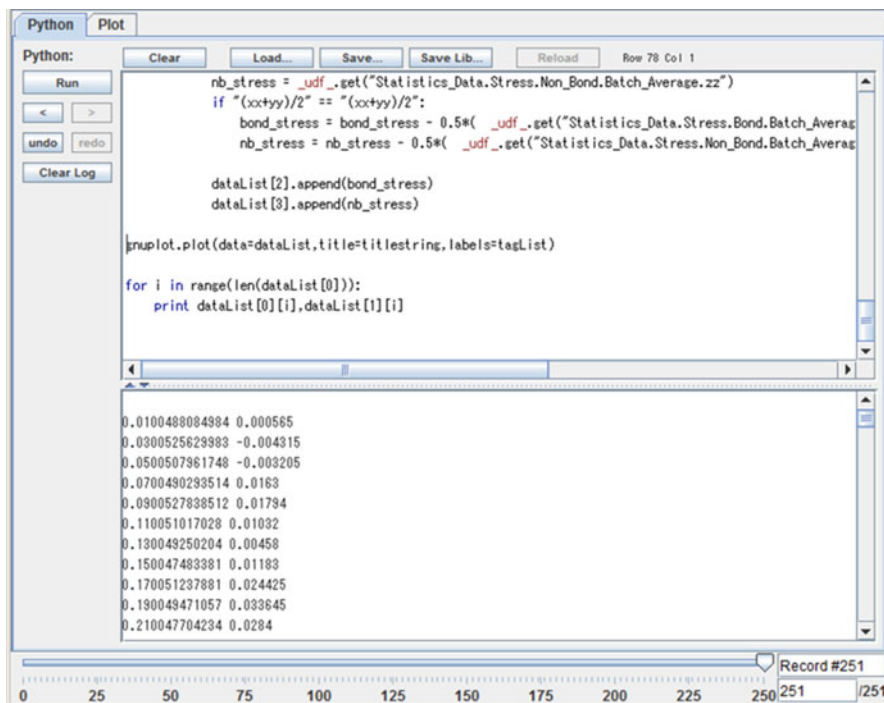 Python Plot
Python: Clear Load... Save... Save Lib... Reload Row 78 Col 1
Run
< >
undo redo
Clear Log
nb_stress = _udf_.get("Statistics_Data.Stress.Non_Bond.Batch_Average.zz")
if "(xx+yy)/2" == "(xx+yy)/2":
bond_stress = bond_stress - 0.5*( _udf_.get("Statistics_Data.Stress.Bond.Batch_Averag
nb_stress = nb_stress - 0.5*( _udf_.get("Statistics_Data.Stress.Non_Bond.Batch_Averag
dataList[2].append(bond_stress)
dataList[3].append(nb_stress)
gnuplot.plot(data=dataList,title=titlestring,labels=tagList)
for i in range(len(dataList[0])):
print dataList[0][i],dataList[1][i]
0.0100488084984 0.000565
0.0300525629983 -0.004315
0.0500507961748 -0.003205
0.0700490293514 0.0163
0.0900527838512 0.01794
0.110051017028 0.01032
0.130049250204 0.00458
0.150047483381 0.01183
0.170051237881 0.024425
0.190049471057 0.033645
0.210047704234 0.0284
Record #251
0 25 50 75 100 125 150 175 200 225 250 251 /251